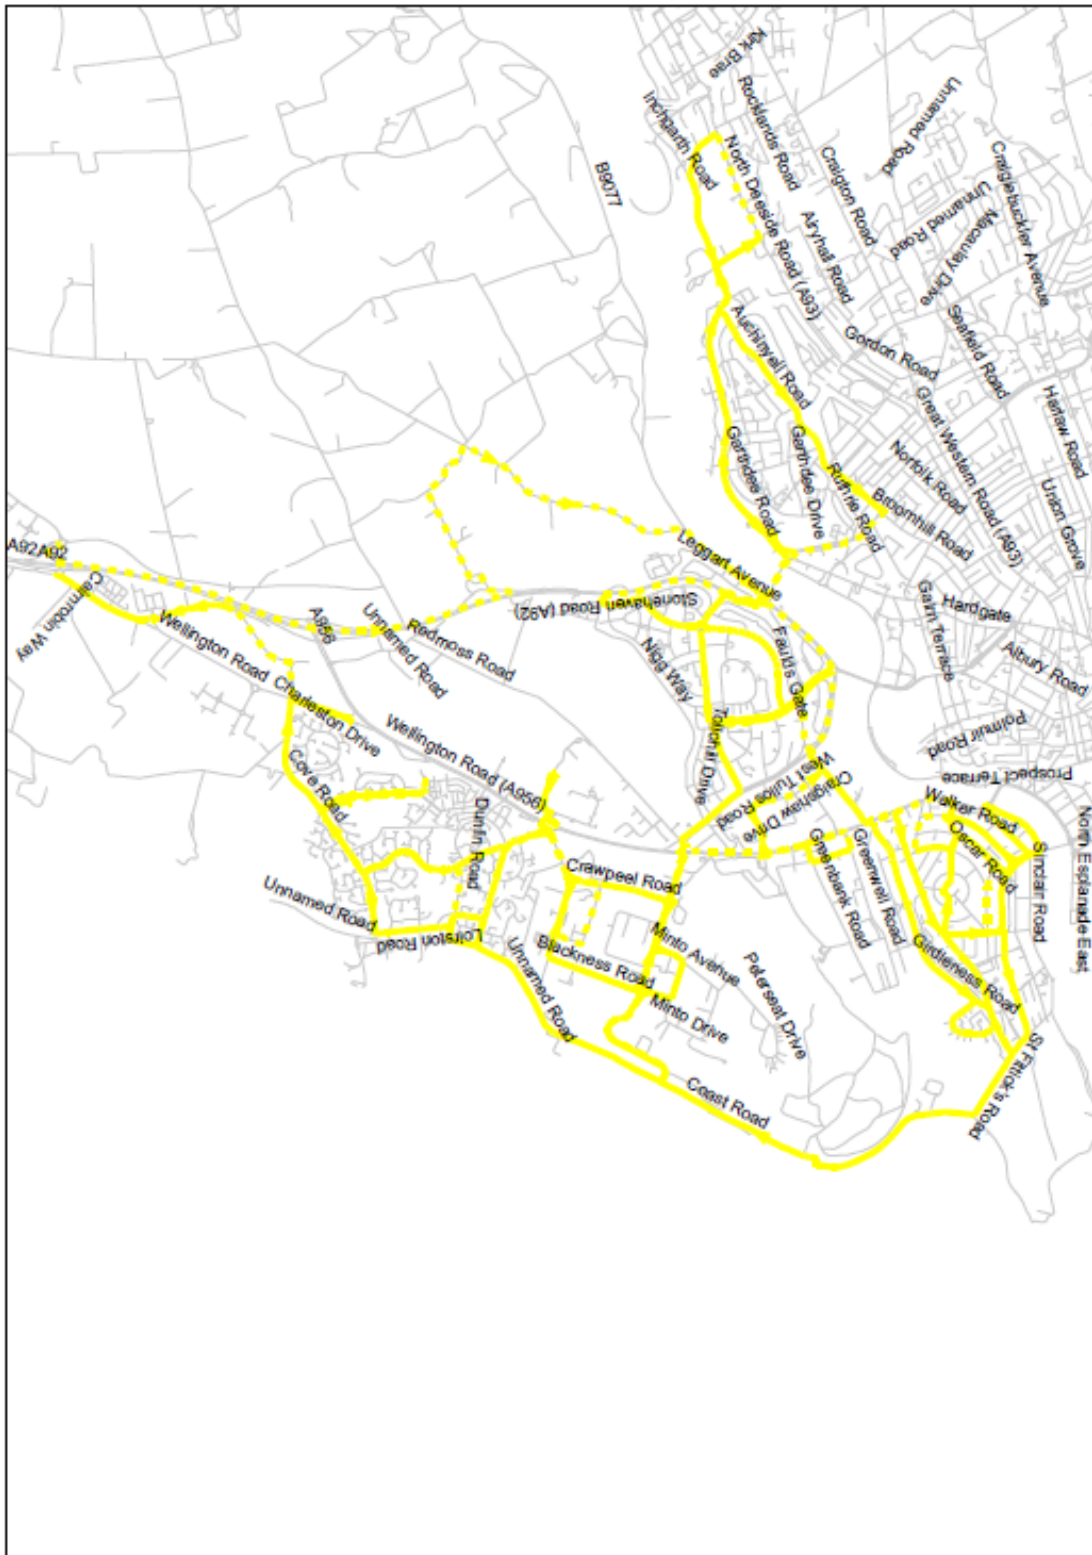 Kirk Brae
Rocklands Road
Inchgarth Road
Unnamed Road
North Deeside Road (A93)
Craigton Road
Craigiebuckler Avenue
B9077
Unnamed Road
Macaulay Drive
Airyhall Road
Seafield Road
Auchinyell Road
Gordon Road
Great Western Road (A93)
Harlaw Road
Garthdee Road
Garthdee Drive
Norfolk Road
Ruthrie Road
Broomhill Road
Union Grove
Leggart Avenue
A92A92
Cairnrobin Way
Stonehaven Road (A92)
Gairn Terrace
Hardgate
Wellington Road
A956
Unnamed Road
Redmoss Road
Nigg Way
Faulds Gate
Albury Road
Charleston Drive
Wellington Road (A956)
Tollohill Drive
Polmuir Road
Prospect Terrace
Cove Road
Dunlin Road
West Tullos Road
Craigshaw Drive
Walker Road
Oscar Road
Sinclair Road
North Esplanade East
Crawpeel Road
Greenbank Road
Greenwell Road
Unnamed Road
Loirston Road
Unnamed Road
Blackness Road
Minto Avenue
Minto Drive
Peterseat Drive
Girdleness Road
Coast Road
St Fittick's Road